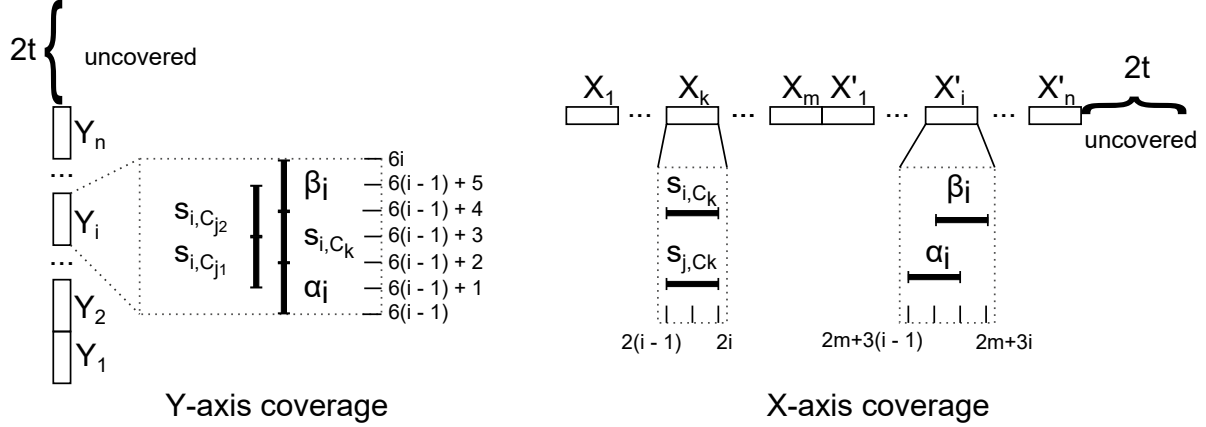 2t
uncovered
Y_n
...
Y_i
...
Y_2
Y_1
s_{i,C_{j2}}
s_{i,C_{j1}}
β_i
s_{i,C_k}
α_i
6i
6(i - 1) + 5
6(i - 1) + 4
6(i - 1) + 3
6(i - 1) + 2
6(i - 1) + 1
6(i - 1)
Y-axis coverage
X_1 ... X_k ... X_m X'_1 ... X'_i ... X'_n
2t
uncovered
s_{i,C_k}
s_{j,Ck}
2(i - 1) 2i
β_i
α_i
2m+3(i - 1) 2m+3i
X-axis coverage